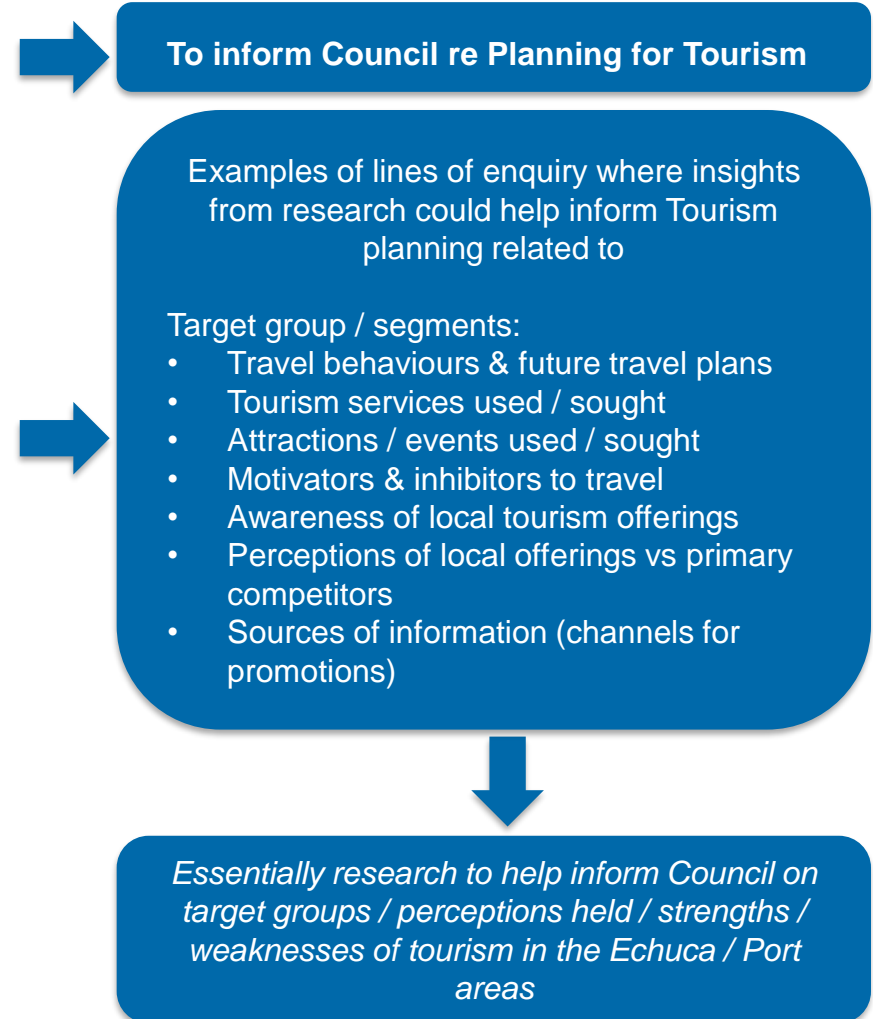 To inform Council re Planning for Tourism
Examples of lines of enquiry where insights
from research could help inform Tourism
planning related to
Target group / segments:
• Travel behaviours & future travel plans
• Tourism services used / sought
• Attractions / events used / sought
• Motivators & inhibitors to travel
• Awareness of local tourism offerings
• Perceptions of local offerings vs primary
competitors
• Sources of information (channels for
promotions)
Essentially research to help inform Council on
target groups / perceptions held / strengths /
weaknesses of tourism in the Echuca / Port
areas